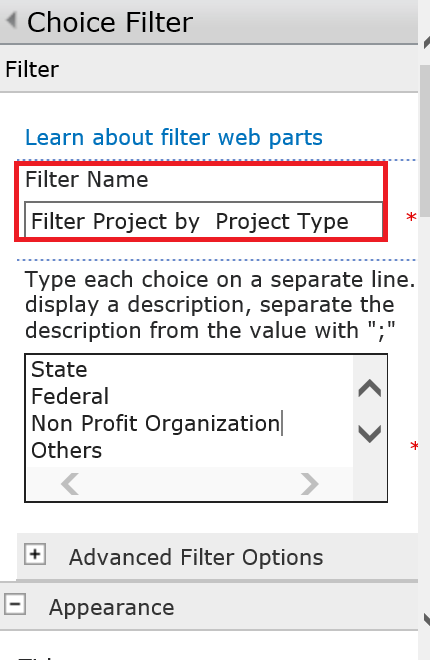 Choice Filter
Filter
Learn about filter web parts
Filter Name
Filter Project by  Project Type
*
Type each choice on a separate line.
display a description, separate the
description from the value with ";"
State
Federal
Non Profit Organization
Others
*
Advanced Filter Options
Appearance